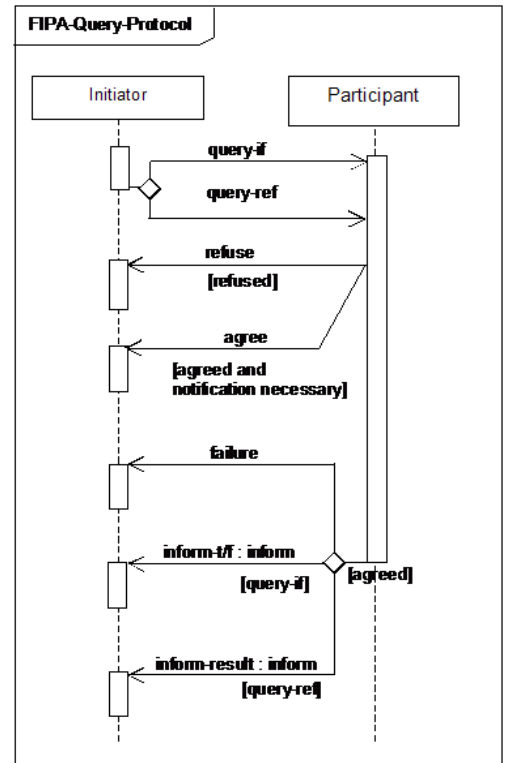 FIPA-Query-Protocol
Initiator
Participant
query-if
query-ref
refuse
[refused]
agree
[agreed and
notification necessary]
failure
inform-t/f : inform
[query-if]
[agreed]
inform-result : inform
[query-ref]